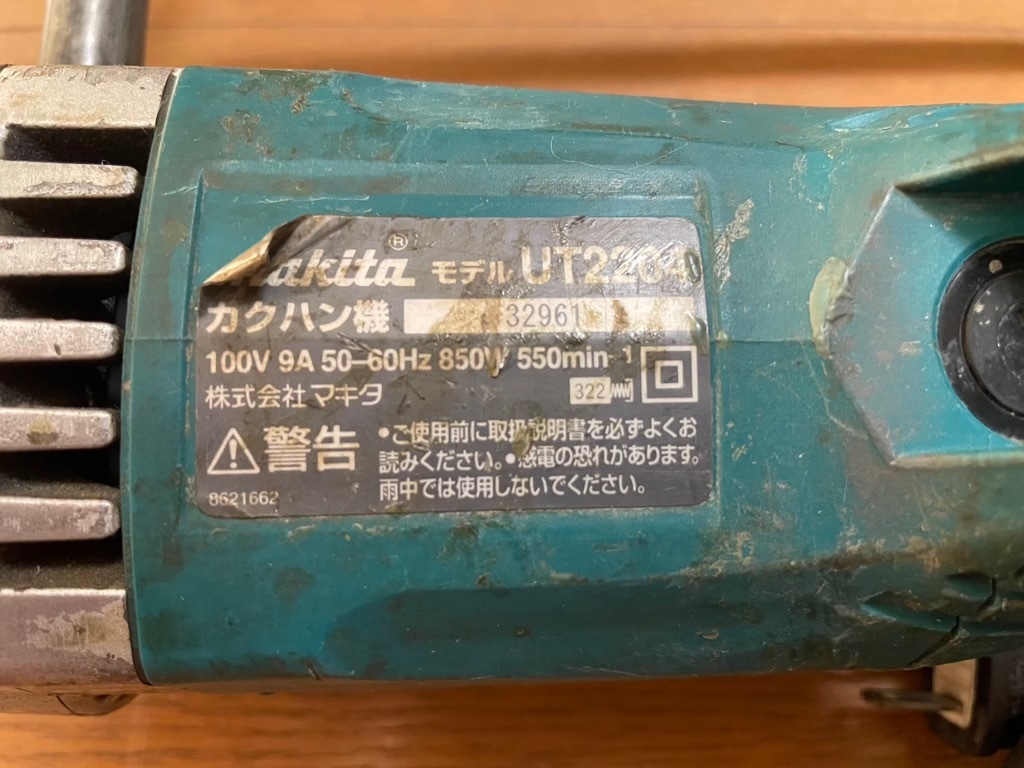 makita® モデル UT2204
カクハン機 32961
100V 9A 50-60Hz 850W 550min⁻¹
株式会社 マキタ 322
警告
・ご使用前に取扱説明書を必ずよくお
読みください。・感電の恐れがあります。
雨中では使用しないでください。
8621662